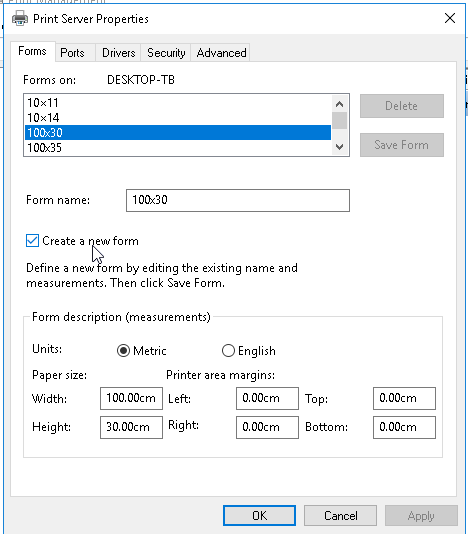 Print Server Properties
Forms Ports Drivers Security Advanced
Forms on: DESKTOP-TB
10×11
10×14
100x30
100x35
Delete
Save Form
Form name: 100x30
Create a new form
Define a new form by editing the existing name and
measurements. Then click Save Form.
Form description (measurements)
Units: Metric English
Paper size: Printer area margins:
Width: 100.00cm Left: 0.00cm Top: 0.00cm
Height: 30.00cm Right: 0.00cm Bottom: 0.00cm
OK Cancel Apply